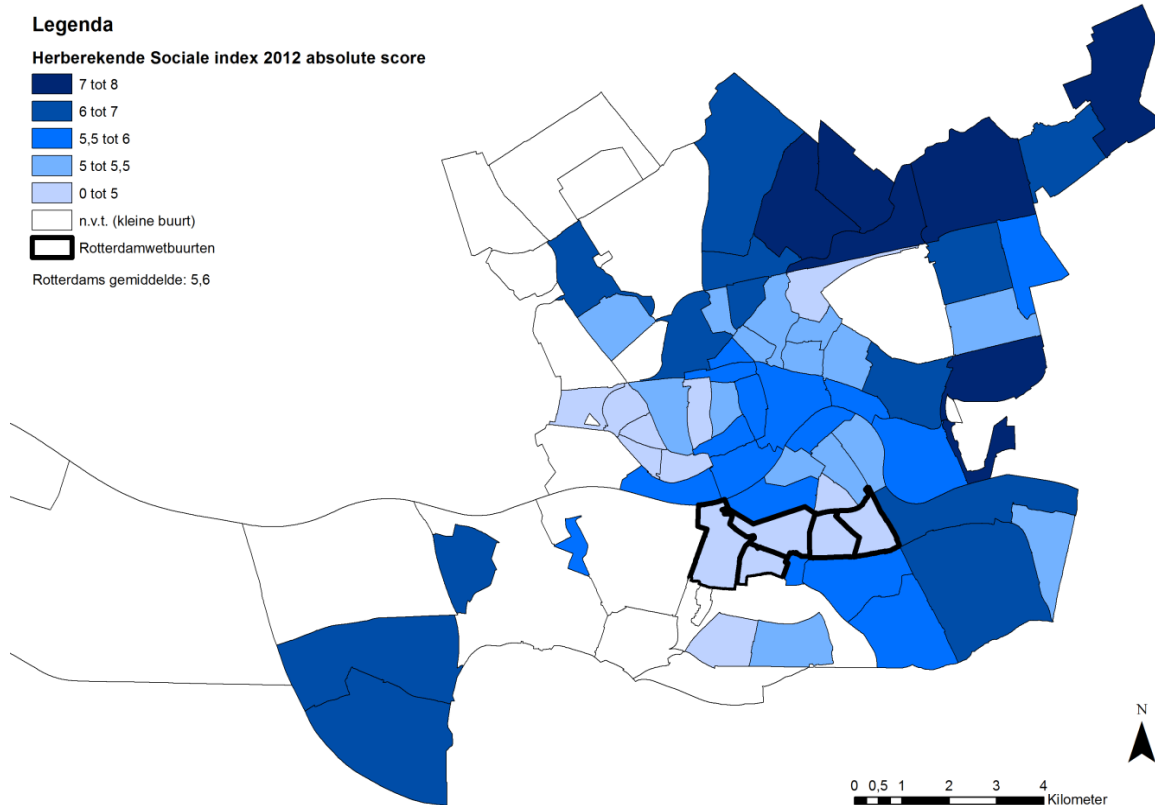 Legenda
Herberekende Sociale index 2012 absolute score
7 tot 8
6 tot 7
5,5 tot 6
5 tot 5,5
0 tot 5
n.v.t. (kleine buurt)
Rotterdamwetbuurten
Rotterdams gemiddelde: 5,6
N
0 0,5 1 2 3 4
Kilometer